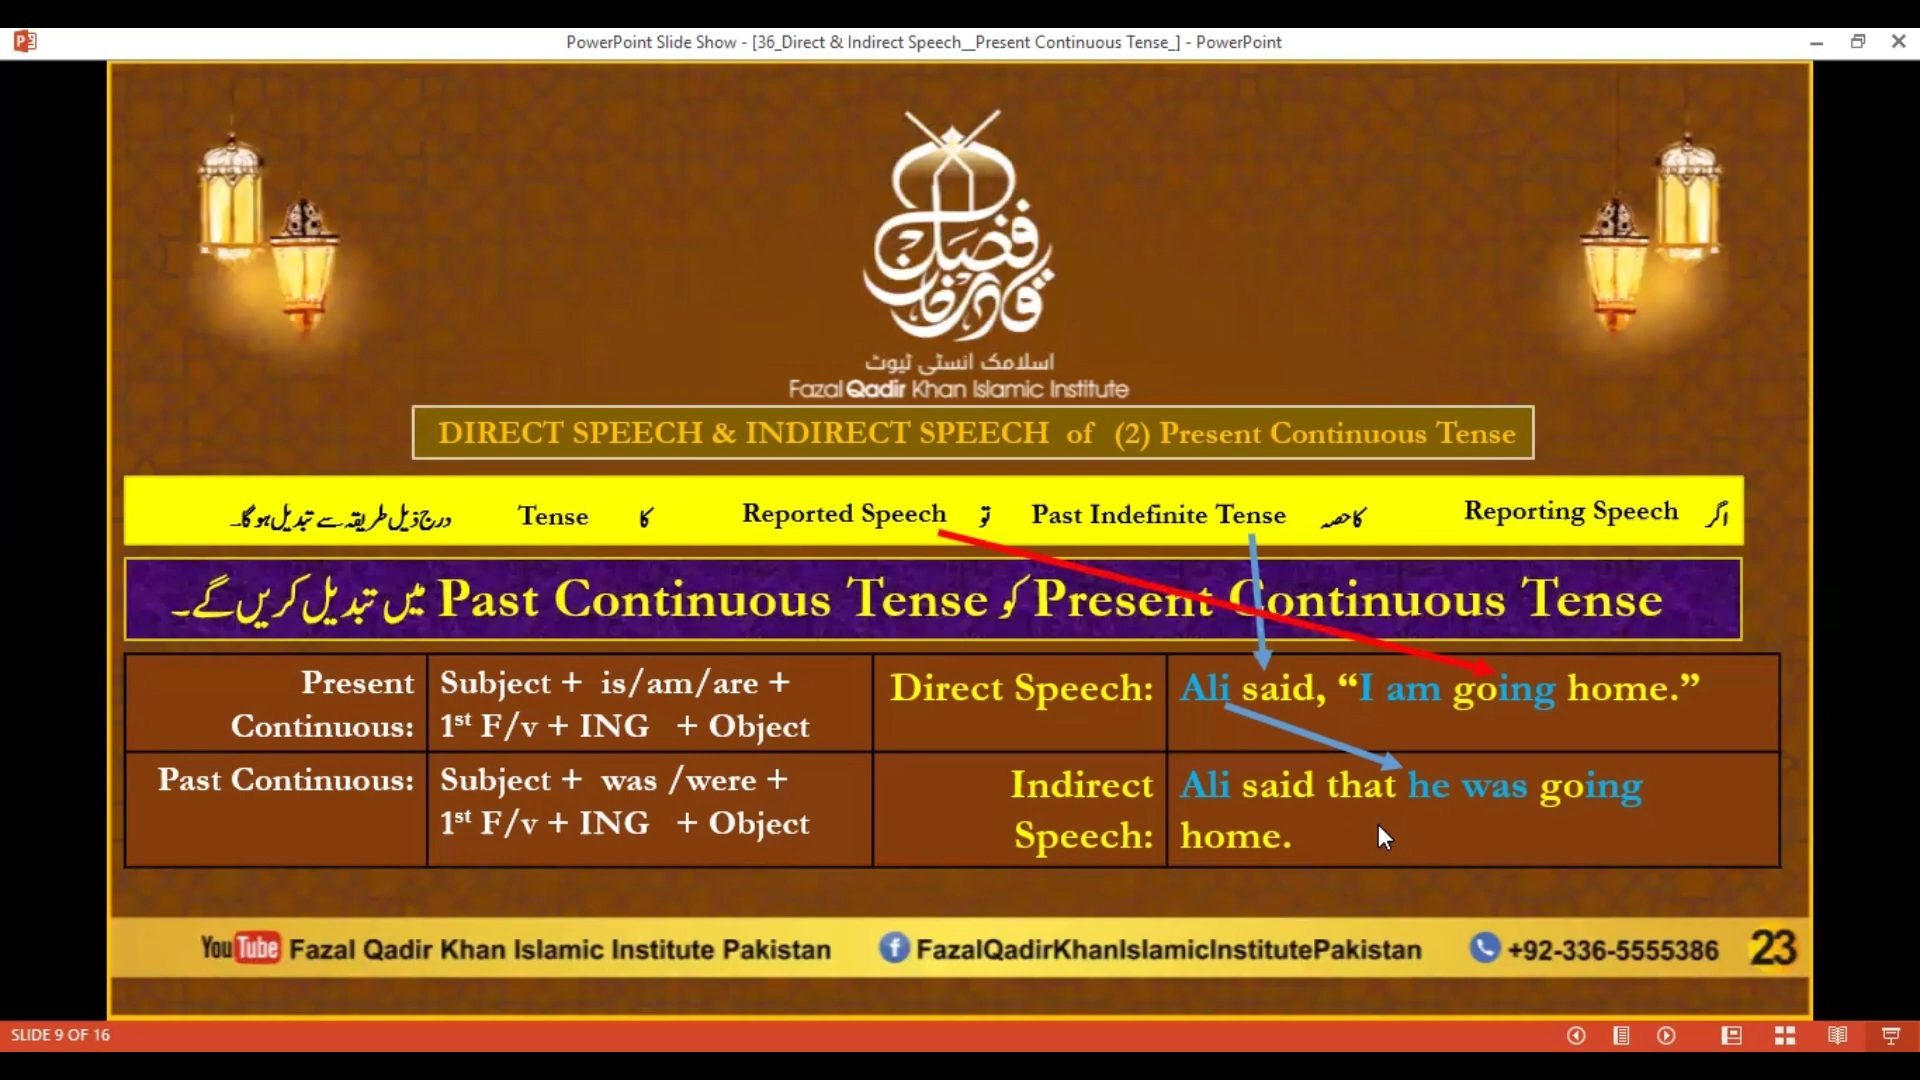 PowerPoint Slide Show - [36_Direct & Indirect Speech__Present Continuous Tense_] - PowerPoint
فضل قادر خان
اسلامک انسٹی ٹیوٹ
Fazal Qadir Khan Islamic Institute
DIRECT SPEECH & INDIRECT SPEECH of (2) Present Continuous Tense
اگر Reporting Speech کا حصہ Past Indefinite Tense تو Reported Speech کا Tense درج ذیل طریقہ سے تبدیل ہوگا۔
Present Continuous Tense کو Past Continuous Tense میں تبدیل کریں گے۔
Present
Continuous:
Subject + is/am/are +
1st F/v + ING + Object
Direct Speech:
Ali said, “I am going home.”
Past Continuous:
Subject + was /were +
1st F/v + ING + Object
Indirect
Speech:
Ali said that he was going
home.
YouTube Fazal Qadir Khan Islamic Institute Pakistan
f FazalQadirKhanIslamicInstitutePakistan
+92-336-5555386
23
SLIDE 9 OF 16